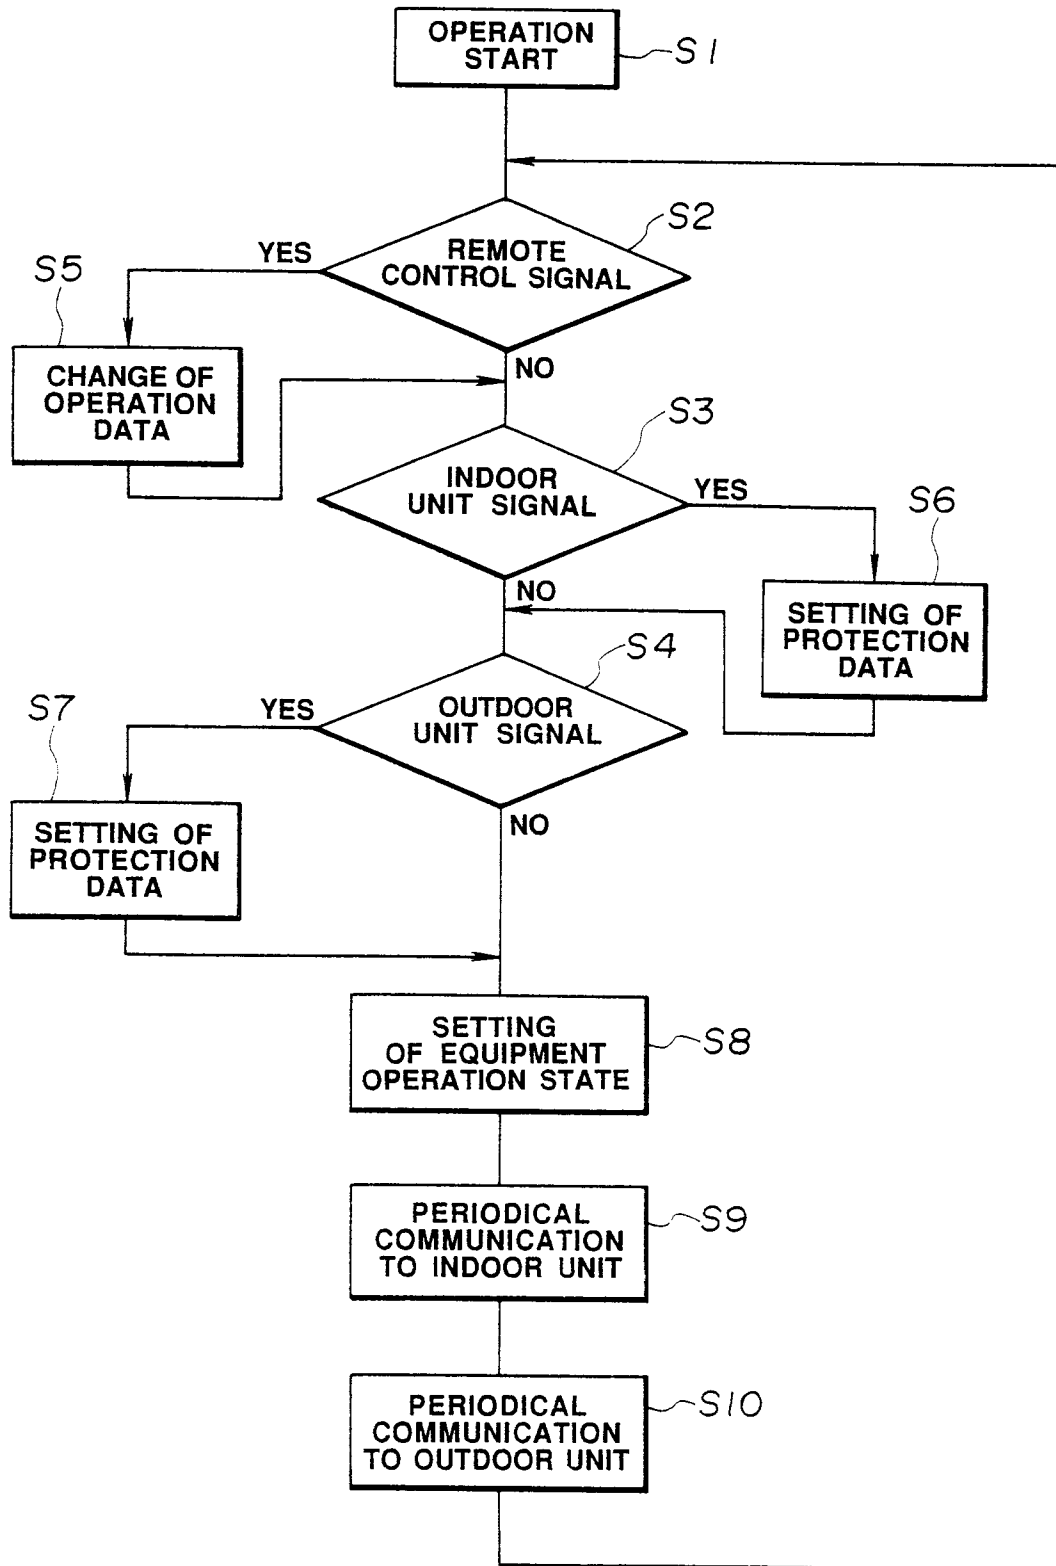 OPERATION
START
S1
S2
YES
REMOTE
CONTROL SIGNAL
S5
NO
CHANGE OF
OPERATION
DATA
S3
INDOOR
UNIT SIGNAL
YES
S6
NO
SETTING OF
PROTECTION
DATA
S4
S7
YES
OUTDOOR
UNIT SIGNAL
NO
SETTING OF
PROTECTION
DATA
SETTING
OF EQUIPMENT
OPERATION STATE
S8
PERIODICAL
COMMUNICATION
TO INDOOR UNIT
S9
PERIODICAL
COMMUNICATION
TO OUTDOOR UNIT
S10